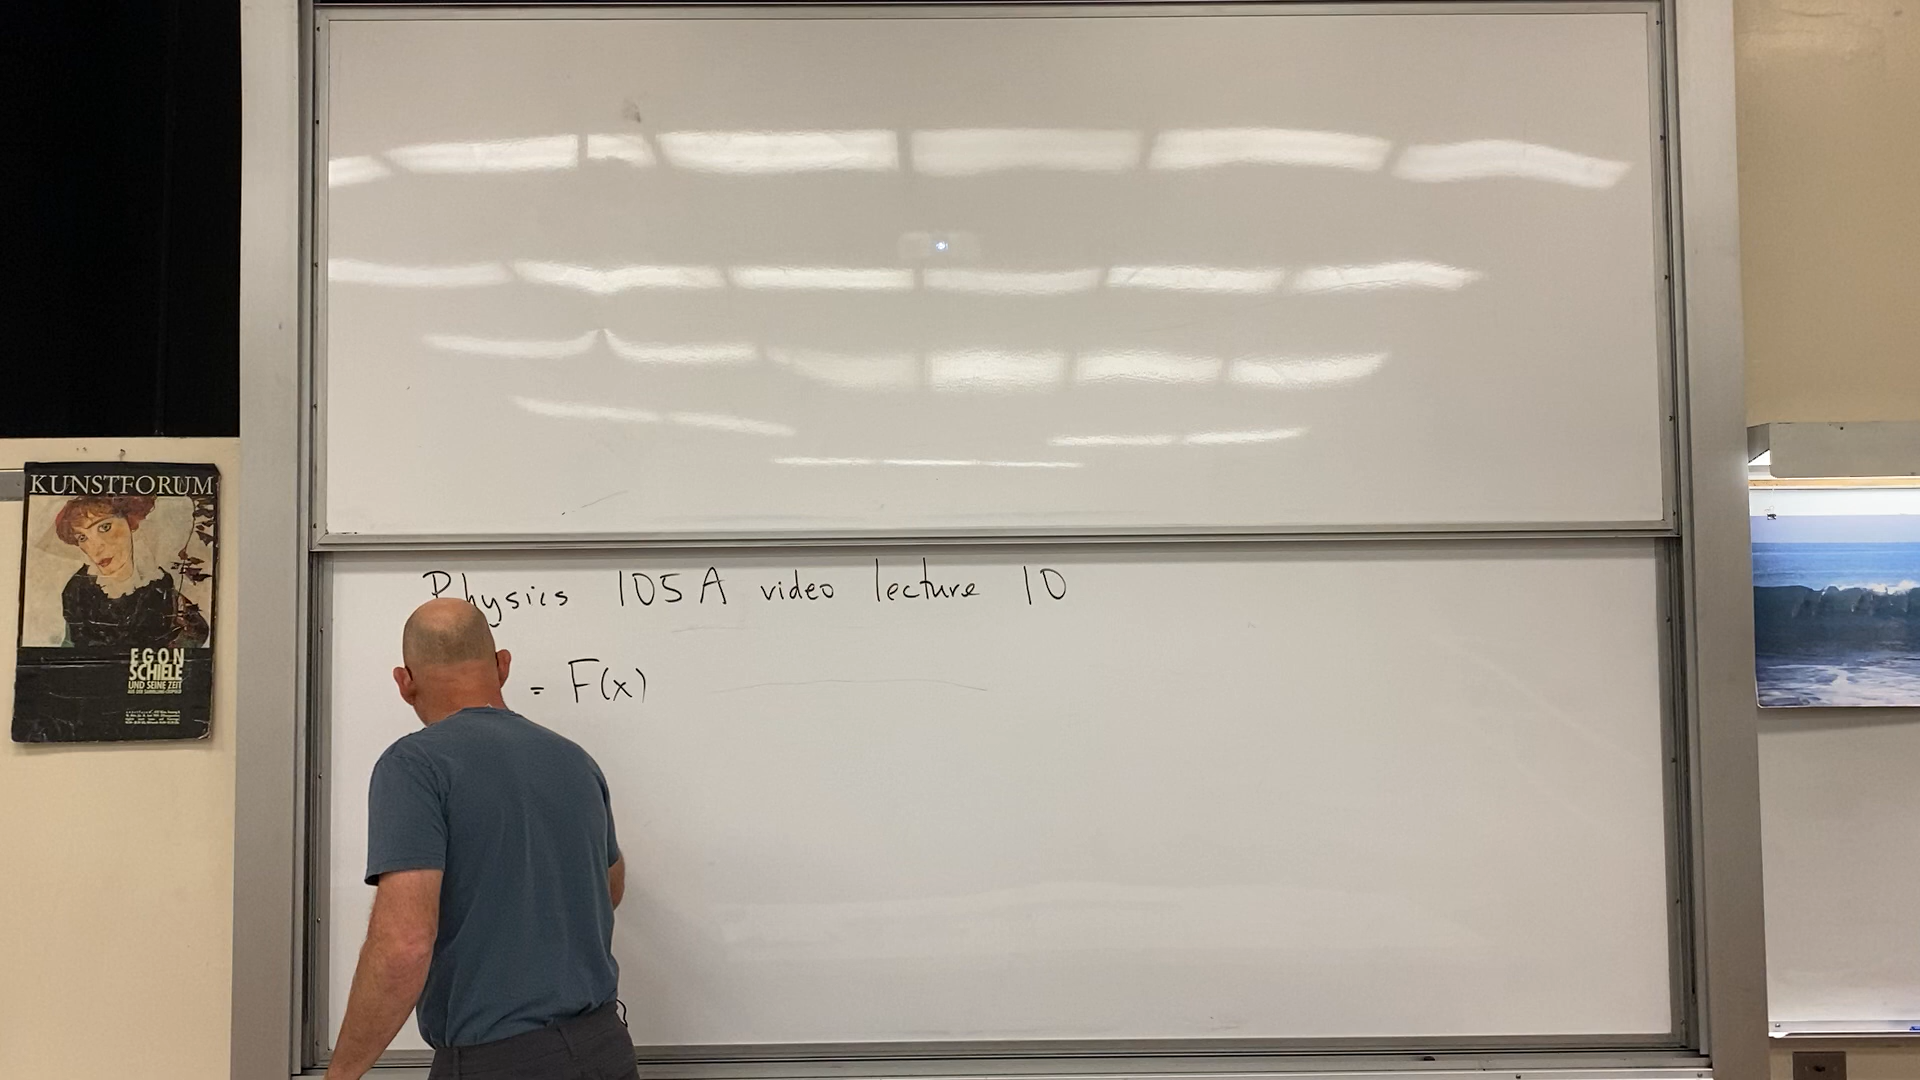 KUNSTFORUM
EGON
SCHIELE
UND SEINE ZEIT
Physics 105A video lecture 10
= F(x)